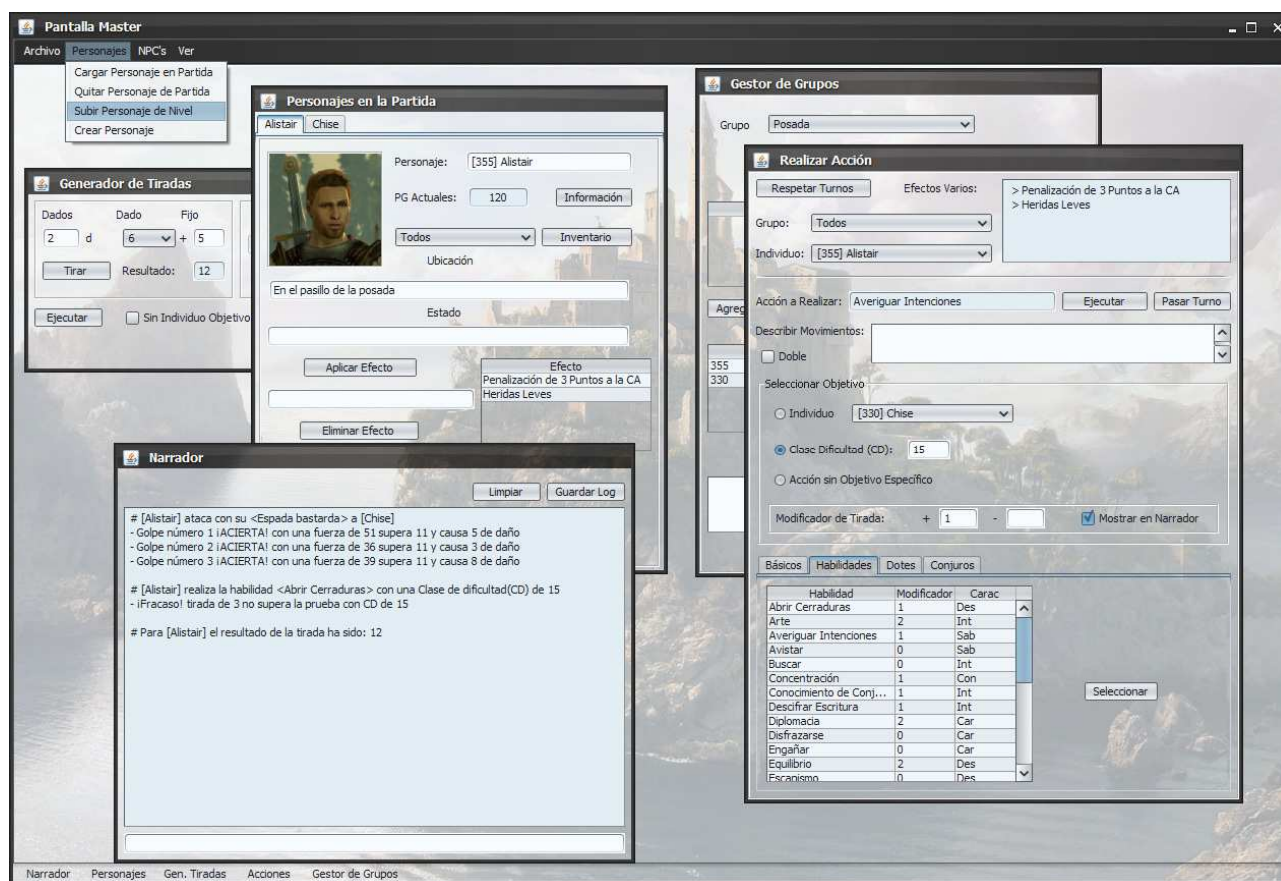 Pantalla Master
Archivo Personajes NPC's Ver
Cargar Personaje en Partida
Quitar Personaje de Partida
Subir Personaje de Nivel
Crear Personaje
Generador de Tiradas
Dados Dado Fijo
2 d 6 + 5
Tirar Resultado: 12
Ejecutar Sin Individuo Objetivo
Personajes en la Partida
Alistair Chise
Personaje: [355] Alistair
PG Actuales: 120 Información
Todos Inventario
Ubicación
En el pasillo de la posada
Estado
Aplicar Efecto
Efecto
Penalización de 3 Puntos a la CA
Heridas Leves
Eliminar Efecto
Narrador
Limpiar Guardar Log
# [Alistair] ataca con su <Espada bastarda> a [Chise]
- Golpe número 1 ¡ACIERTA! con una fuerza de 51 supera 11 y causa 5 de daño
- Golpe número 2 ¡ACIERTA! con una fuerza de 36 supera 11 y causa 3 de daño
- Golpe número 3 ¡ACIERTA! con una fuerza de 39 supera 11 y causa 8 de daño
# [Alistair] realiza la habilidad <Abrir Cerraduras> con una Clase de dificultad(CD) de 15
- ¡Fracaso! tirada de 3 no supera la prueba con CD de 15
# Para [Alistair] el resultado de la tirada ha sido: 12
Gestor de Grupos
Grupo Posada
Agreg
355
330
Realizar Acción
Respetar Turnos Efectos Varios:
> Penalización de 3 Puntos a la CA
> Heridas Leves
Grupo: Todos
Individuo: [355] Alistair
Acción a Realizar: Averiguar Intenciones Ejecutar Pasar Turno
Describir Movimientos:
Doble
Seleccionar Objetivo
Individuo [330] Chise
Clase Dificultad (CD): 15
Acción sin Objetivo Específico
Modificador de Tirada: + 1 - Mostrar en Narrador
Básicos Habilidades Dotes Conjuros
Habilidad Modificador Carac
Abrir Cerraduras 1 Des
Arte 2 Int
Averiguar Intenciones 1 Sab
Avistar 0 Sab
Buscar 0 Int
Concentración 1 Con
Conocimiento de Conj... 1 Int
Descifrar Escritura 1 Int
Diplomacia 2 Car
Disfrazarse 0 Car
Engañar 0 Car
Equilibrio 2 Des
Escapismo 0 Des
Seleccionar
Narrador Personajes Gen. Tiradas Acciones Gestor de Grupos